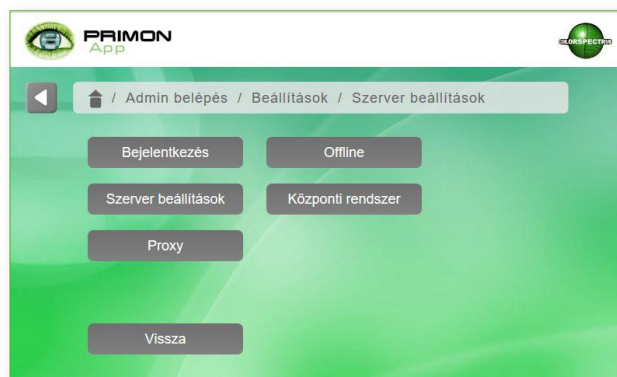 PRIMON
App
COLORSPECTRUM
/ Admin belépés / Beállítások / Szerver beállítások
Bejelentkezés Offline
Szerver beállítások Központi rendszer
Proxy
Vissza